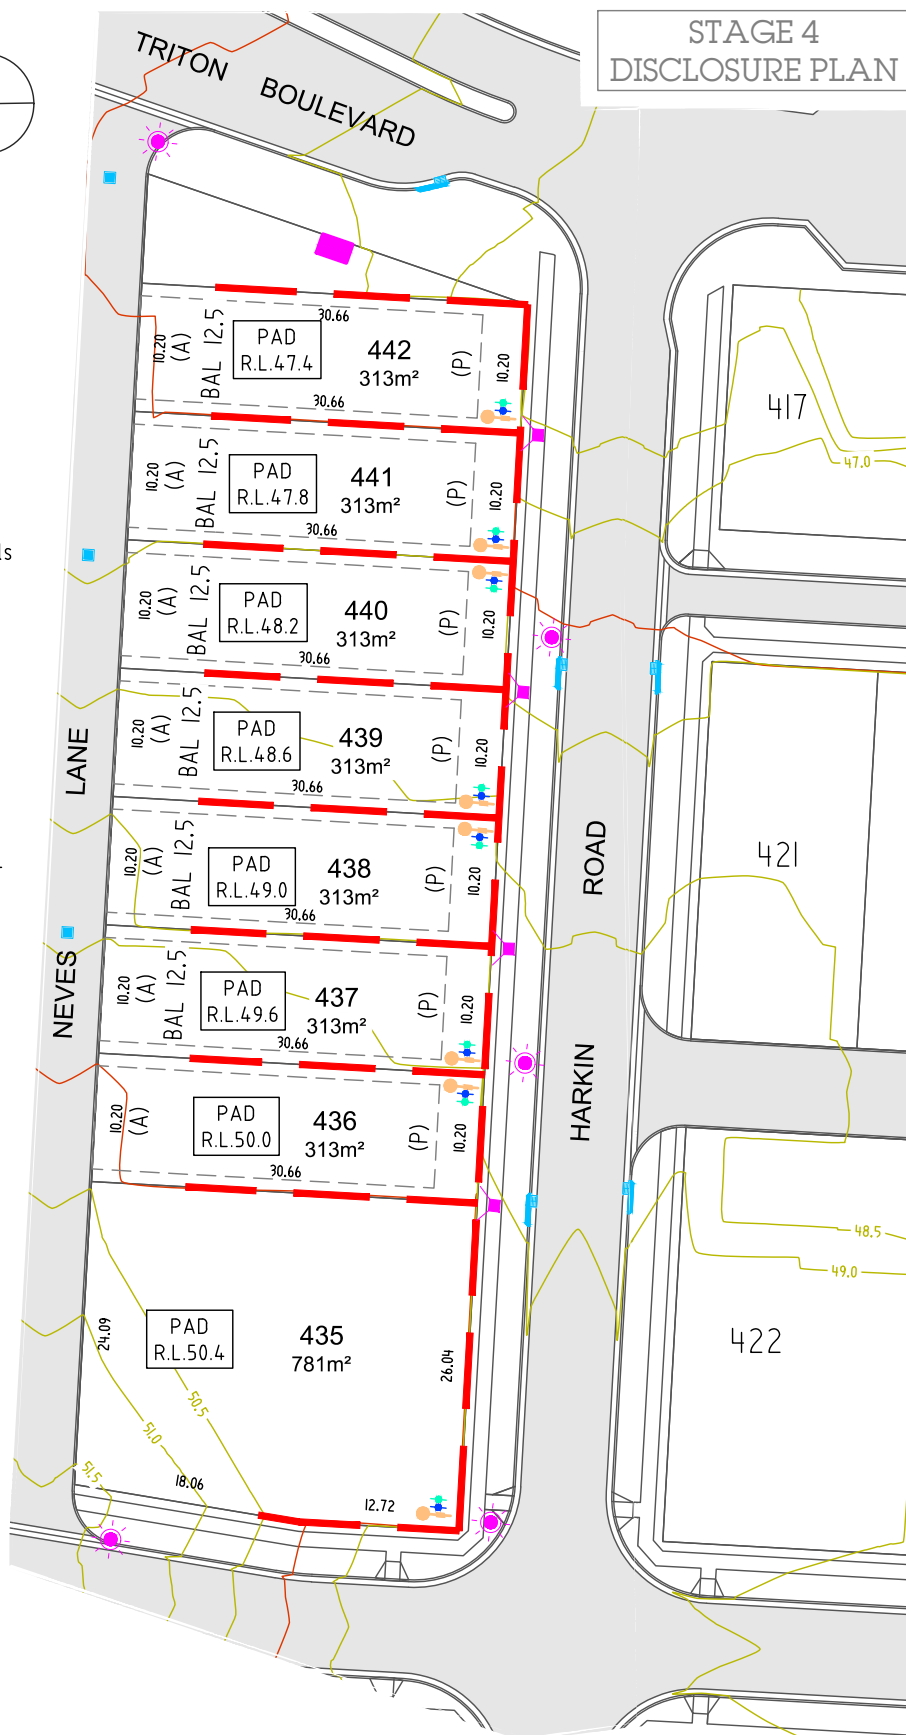 STAGE 4
DISCLOSURE PLAN
TRITON BOULEVARD
30.66
10.20
(A)
BAL 12.5
PAD
R.L.47.4
442
313m²
(P)
10.20
30.66
417
47.0
10.20
(A)
BAL 12.5
PAD
R.L.47.8
441
313m²
(P)
10.20
30.66
ls
10.20
(A)
BAL 12.5
PAD
R.L.48.2
440
313m²
(P)
10.20
30.66
10.20
(A)
BAL 12.5
PAD
R.L.48.6
439
313m²
(P)
10.20
30.66
NEVES LANE
10.20
(A)
BAL 12.5
PAD
R.L.49.0
438
313m²
(P)
10.20
30.66
421
HARKIN ROAD
10.20
(A)
BAL 12.5
PAD
R.L.49.6
437
313m²
(P)
10.20
30.66
10.20
(A)
PAD
R.L.50.0
436
313m²
(P)
10.20
30.66
48.5
49.0
24.09
PAD
R.L.50.4
435
781m²
26.04
422
50.5
51.0
51.5
18.06
12.72